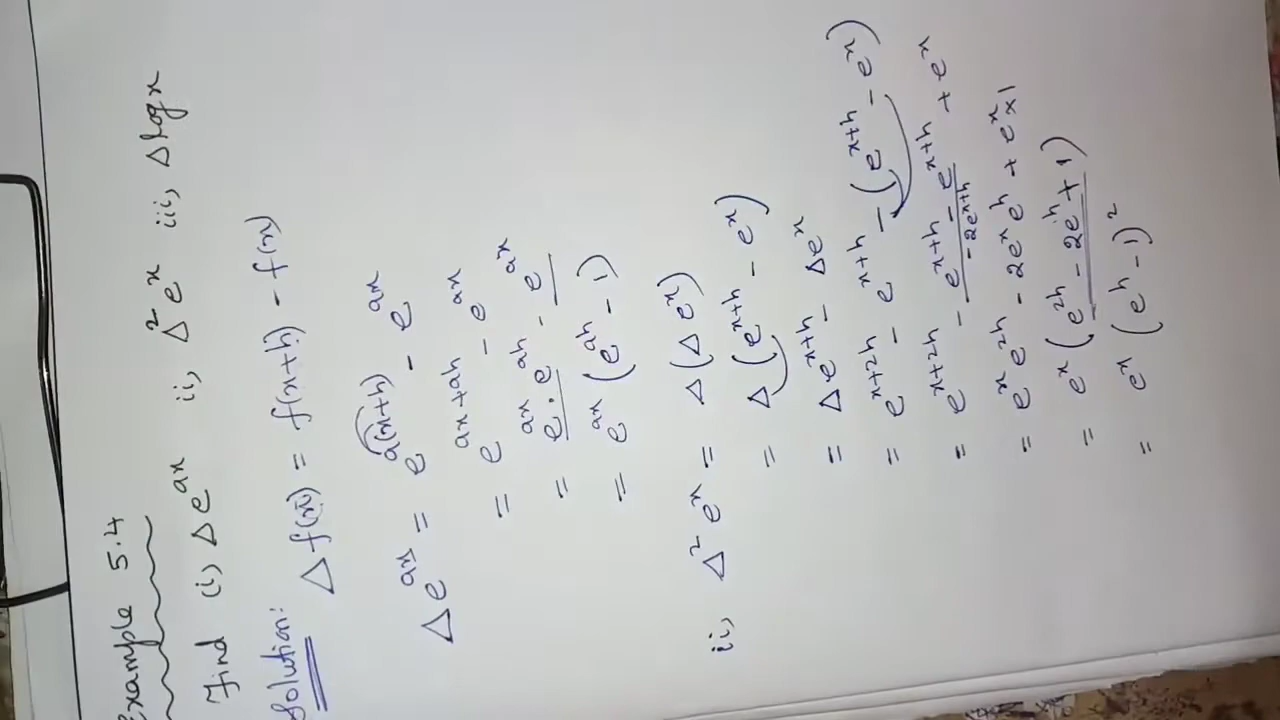 Example 5.4
Find (i) Δe^{ax} ii, Δ²e^x iii, Δlog x
Solution:
Δf(x) = f(x+h) - f(x)
Δe^{ax} = e^{a(x+h)} - e^{ax}
= e^{ax+ah} - e^{ax}
= e^{ax}.e^{ah} - e^{ax}
= e^{ax}(e^{ah} - 1)
ii, Δ²e^x = Δ(Δe^x)
= Δ(e^{x+h} - e^x)
= Δe^{x+h} - Δe^x
= e^{x+2h} - e^{x+h} - (e^{x+h} - e^x)
= e^{x+2h} - e^{x+h} - e^{x+h} + e^x
- 2e^{x+h}
= e^x e^{2h} - 2e^x e^h + e^x × 1
= e^x(e^{2h} - 2e^h + 1)
= e^x(e^h - 1)²